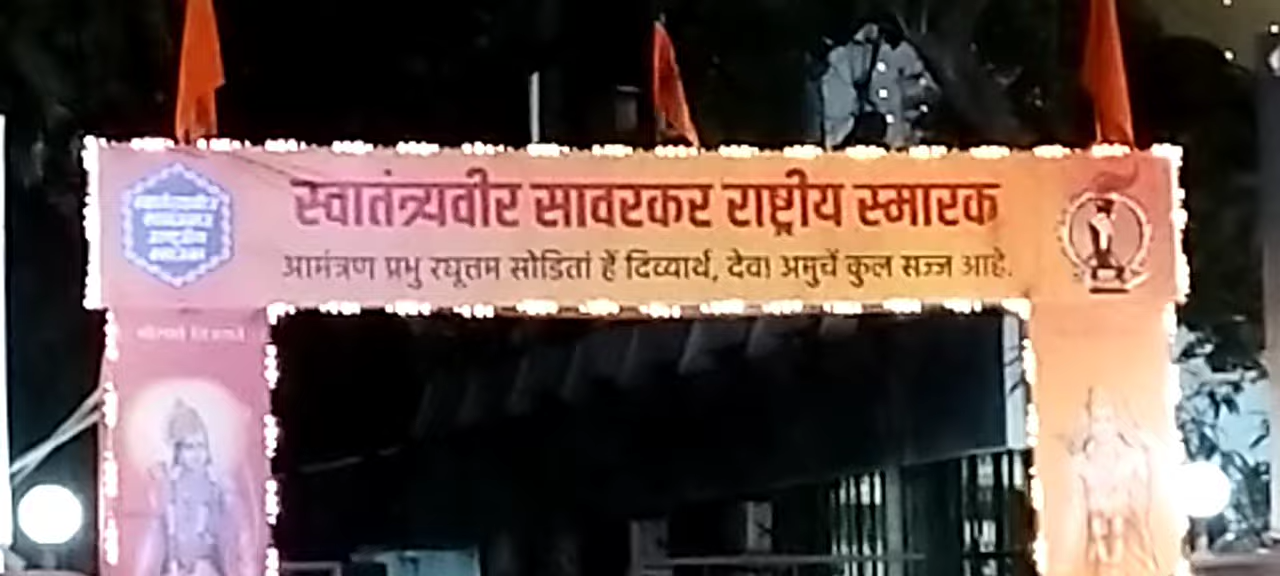 स्वातंत्र्यवीर सावरकर राष्ट्रीय स्मारक
आमंत्रण प्रभु रघूतम सोडितां हें दिव्यार्थ, देवा अमुचें कुल सज्ज आहे.